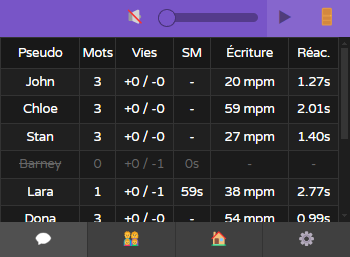 Pseudo Mots Vies SM Écriture Réac.
John 3 +0 / -0 - 20 mpm 1.27s
Chloe 3 +0 / -0 - 59 mpm 2.01s
Stan 3 +0 / -0 - 27 mpm 1.40s
Barney 0 +0 / -1 0s - -
Lara 1 +0 / -1 59s 38 mpm 2.77s
Dona 3 +0 / -0 - 54 mpm 0.99s